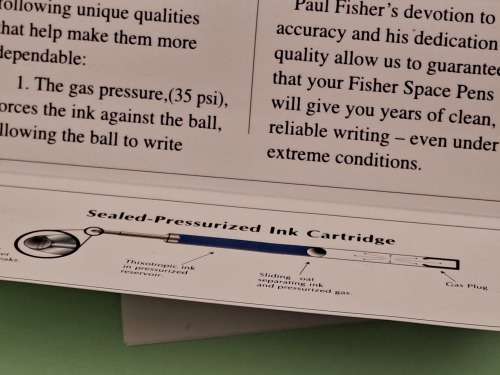 following unique qualities
that help make them more
dependable:
1. The gas pressure,(35 psi),
forces the ink against the ball,
allowing the ball to write
Paul Fisher's devotion to
accuracy and his dedication
quality allow us to guarantee
that your Fisher Space Pens
will give you years of clean,
reliable writing – even under
extreme conditions.
Sealed-Pressurized Ink Cartridge
Thixotropic ink
in pressurized
reservoir.
Sliding oat
separating ink
and pressurized gas.
Gas Plug